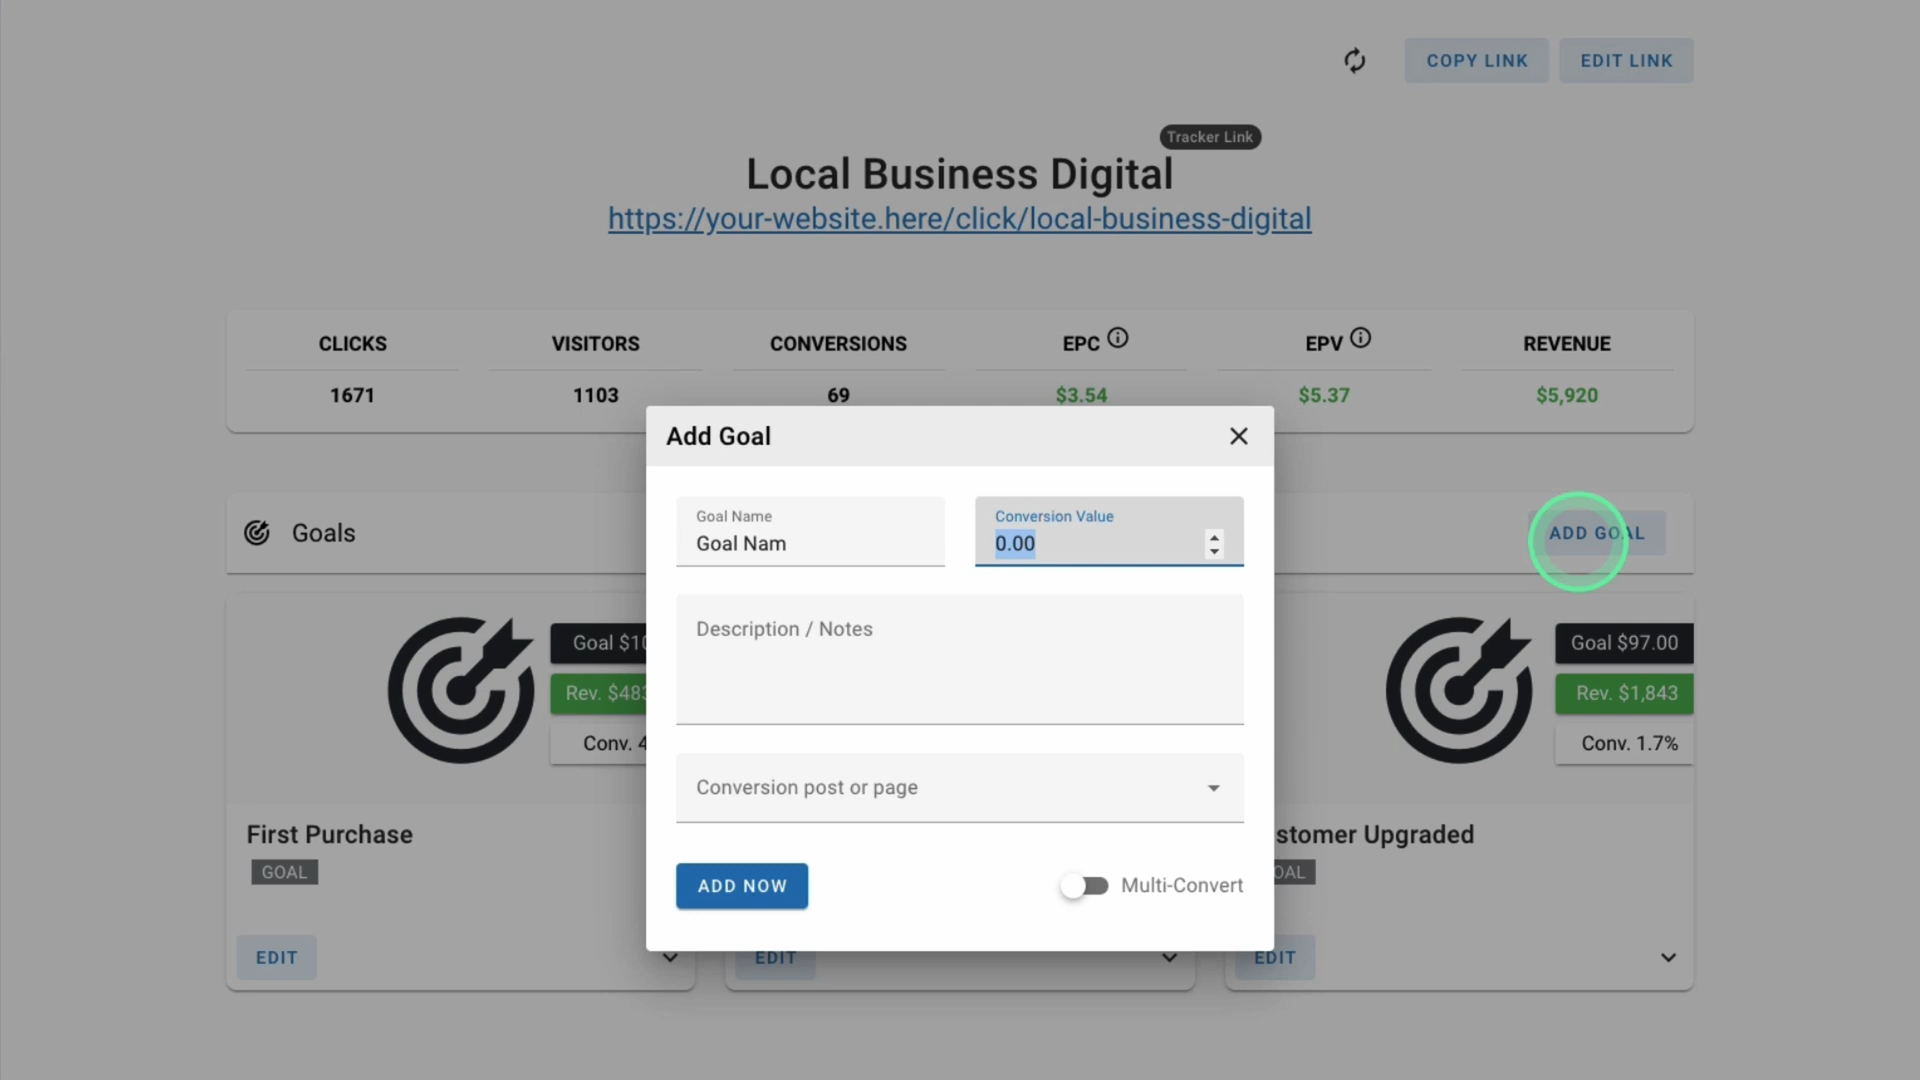 COPY LINK EDIT LINK
Tracker Link
Local Business Digital
https://your-website.here/click/local-business-digital
CLICKS VISITORS CONVERSIONS EPC EPV REVENUE
1671 1103 69 $3.54 $5.37 $5,920
Add Goal
Goal Name Conversion Value
Goal Nam 0.00
Goals ADD GOAL
Description / Notes
Goal $97.00
Rev. $1,843
Conv. Conv. 1.7%
Conversion post or page
First Purchase Upgraded
GOAL
ADD NOW Multi-Convert
EDIT EDIT EDIT